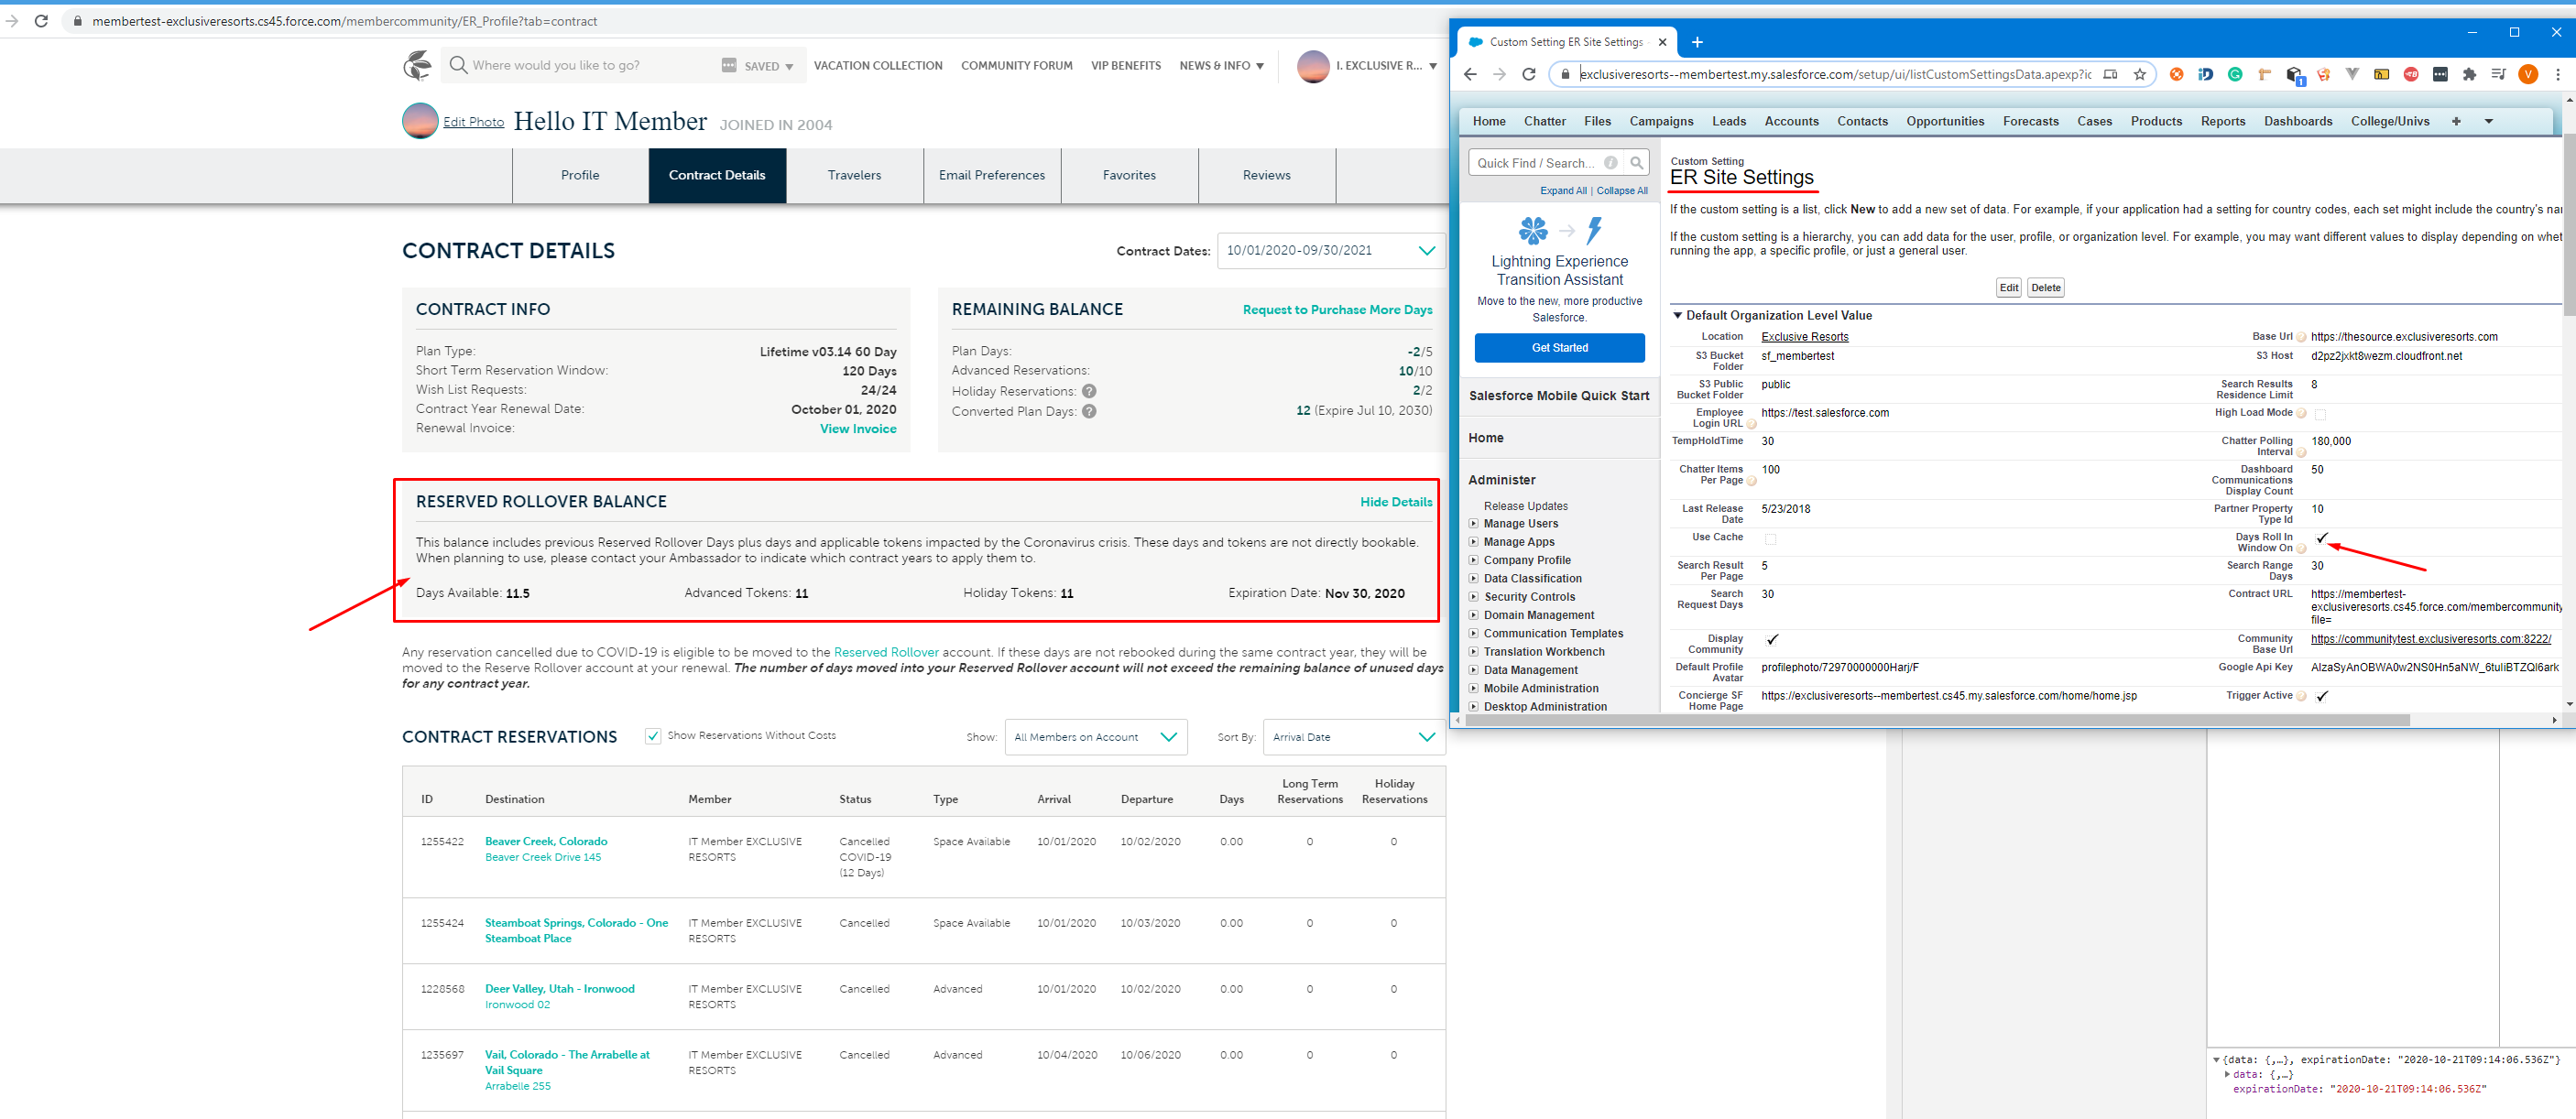 membertest-exclusiveresorts.cs45.force.com/membercommunity/ER_Profile?tab=contract
Where would you like to go?
SAVED
VACATION COLLECTION
COMMUNITY FORUM
VIP BENEFITS
NEWS & INFO
I. EXCLUSIVE R...
Edit Photo
Hello IT Member
JOINED IN 2004
Profile
Contract Details
Travelers
Email Preferences
Favorites
Reviews
CONTRACT DETAILS
Contract Dates:
10/01/2020-09/30/2021
CONTRACT INFO
Plan Type: Lifetime v03.14 60 Day
Short Term Reservation Window: 120 Days
Wish List Requests: 24/24
Contract Year Renewal Date: October 01, 2020
Renewal Invoice: View Invoice
REMAINING BALANCE
Request to Purchase More Days
Plan Days: -2/5
Advanced Reservations: 10/10
Holiday Reservations: ? 2/2
Converted Plan Days: ? 12 (Expire Jul 10, 2030)
RESERVED ROLLOVER BALANCE
Hide Details
This balance includes previous Reserved Rollover Days plus days and applicable tokens impacted by the Coronavirus crisis. These days and tokens are not directly bookable.
When planning to use, please contact your Ambassador to indicate which contract years to apply them to.
Days Available: 11.5
Advanced Tokens: 11
Holiday Tokens: 11
Expiration Date: Nov 30, 2020
Any reservation cancelled due to COVID-19 is eligible to be moved to the Reserved Rollover account. If these days are not rebooked during the same contract year, they will be
moved to the Reserve Rollover account at your renewal. The number of days moved into your Reserved Rollover account will not exceed the remaining balance of unused days
for any contract year.
CONTRACT RESERVATIONS
Show Reservations Without Costs
Show:
All Members on Account
Sort By:
Arrival Date
Long Term
Holiday
ID
Destination
Member
Status
Type
Arrival
Departure
Days
Reservations
Reservations
1255422 Beaver Creek, Colorado IT Member EXCLUSIVE Cancelled Space Available 10/01/2020 10/02/2020 0.00 0 0
Beaver Creek Drive 145 RESORTS COVID-19
(12 Days)
1255424 Steamboat Springs, Colorado - One IT Member EXCLUSIVE Cancelled Space Available 10/01/2020 10/03/2020 0.00 0 0
Steamboat Place RESORTS
1228568 Deer Valley, Utah - Ironwood IT Member EXCLUSIVE Cancelled Advanced 10/01/2020 10/02/2020 0.00 0 0
Ironwood 02 RESORTS
1235697 Vail, Colorado - The Arrabelle at IT Member EXCLUSIVE Cancelled Advanced 10/04/2020 10/06/2020 0.00 0 0
Vail Square RESORTS
Arrabelle 255
Custom Setting ER Site Settings
exclusiveresorts--membertest.my.salesforce.com/setup/ui/listCustomSettingsData.apexp?ic
1
V
Home
Chatter
Files
Campaigns
Leads
Accounts
Contacts
Opportunities
Forecasts
Cases
Products
Reports
Dashboards
College/Univs
Quick Find / Search...
Expand All | Collapse All
Lightning Experience
Transition Assistant
Move to the new, more productive
Salesforce.
Get Started
Salesforce Mobile Quick Start
Home
Administer
Release Updates
Manage Users
Manage Apps
Company Profile
Data Classification
Security Controls
Domain Management
Communication Templates
Translation Workbench
Data Management
Mobile Administration
Desktop Administration
Custom Setting
ER Site Settings
If the custom setting is a list, click New to add a new set of data. For example, if your application had a setting for country codes, each set might include the country's na
If the custom setting is a hierarchy, you can add data for the user, profile, or organization level. For example, you may want different values to display depending on whet
running the app, a specific profile, or just a general user.
Edit
Delete
Default Organization Level Value
Location Exclusive Resorts
Base Url https://thesource.exclusiveresorts.com
S3 Bucket
Folder sf_membertest
S3 Host d2pz2jxkt8wezm.cloudfront.net
S3 Public
Bucket Folder public
Search Results
Residence Limit 8
Employee
Login URL https://test.salesforce.com
High Load Mode
TempHoldTime 30
Chatter Polling
Interval 180,000
Chatter Items
Per Page 100
Dashboard
Communications
Display Count 50
Last Release
Date 5/23/2018
Partner Property
Type Id 10
Use Cache
Days Roll In
Window On
Search Result
Per Page 5
Search Range
Days 30
Search
Request Days 30
Contract URL https://membertest-
exclusiveresorts.cs45.force.com/membercommunity
file=
Display
Community
Community
Base Url https://communitytest.exclusiveresorts.com:8222/
Default Profile
Avatar profilephoto/72970000000Harj/F
Google Api Key
Concierge SF
Home Page https://exclusiveresorts--membertest.cs45.my.salesforce.com/home/home.jsp
Trigger Active
{data: {,…}, expirationDate: "2020-10-21T09:14:06.536Z"}
data: {,…}
expirationDate: "2020-10-21T09:14:06.536Z"